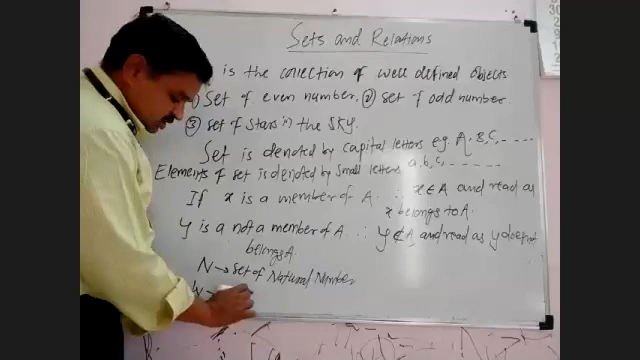 Sets and Relations
is the collection of well defined objects
1) Set of even number. ② set of odd number.
③ set of stars in the SKY.
Set is denoted by capital letters eg. A, B, C, -----
Elements of set is denoted by small letters a, b, c, ------
If x is a member of A ∴ x ∈ A and read as
x belongs to A.
y is a not a member of A ∴ y ∉ A and read as y does not
belongs A
N → set of Natural Number
W →